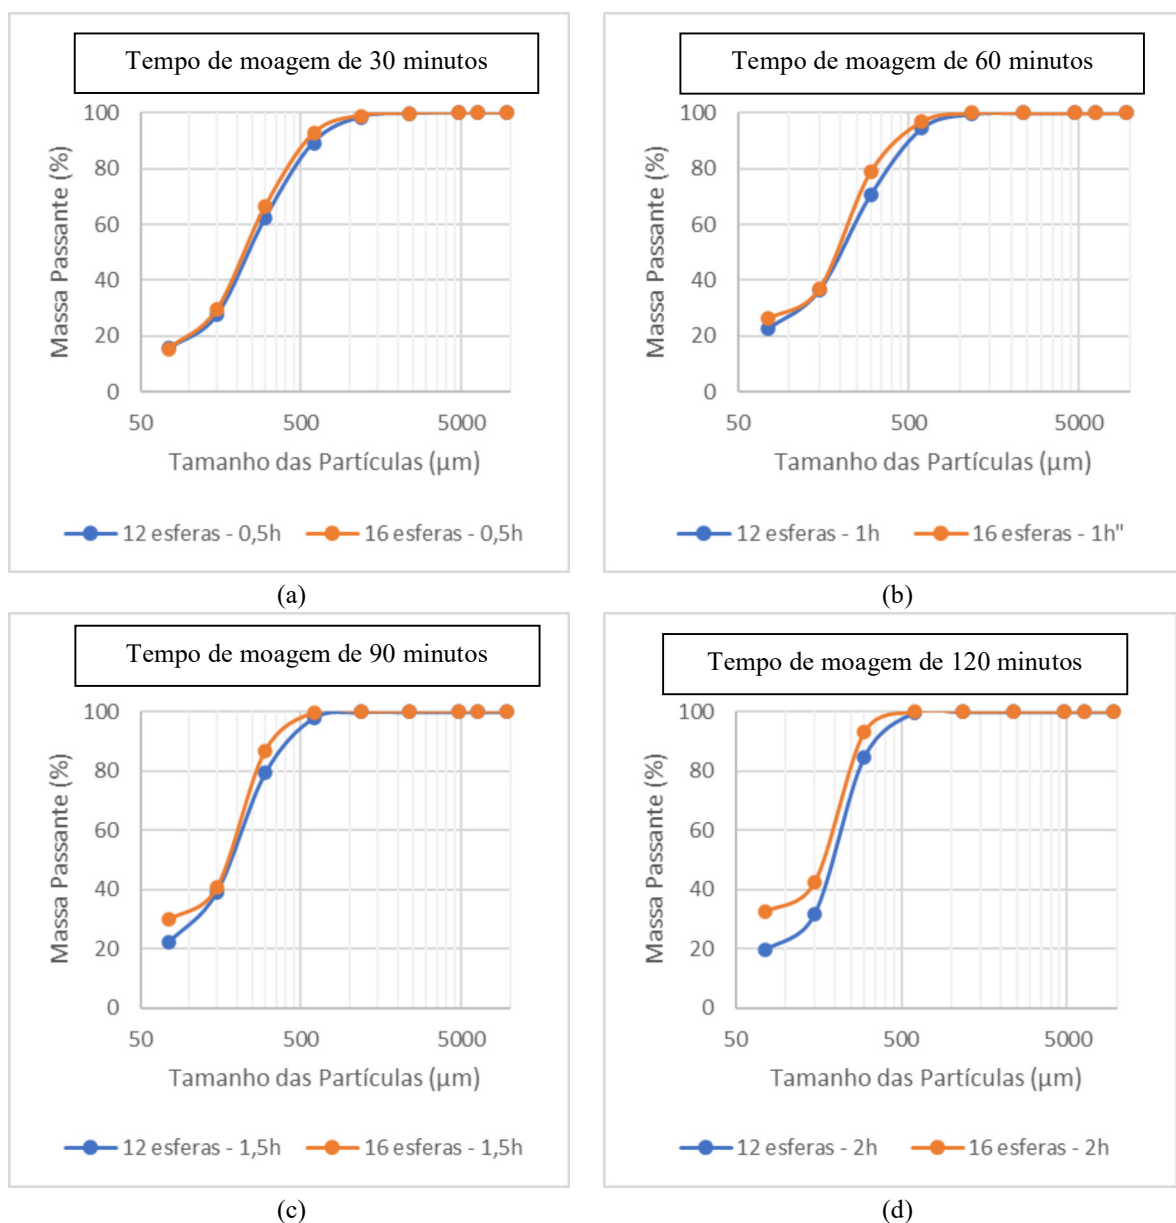 Tempo de moagem de 30 minutos
100
80
60
40
20
0
Massa Passante (%)
50
500
5000
Tamanho das Partículas (µm)
12 esferas - 0,5h
16 esferas - 0,5h
(a)
Tempo de moagem de 60 minutos
100
80
60
40
20
0
Massa Passante (%)
50
500
5000
Tamanho das Partículas (µm)
12 esferas - 1h
16 esferas - 1h"
(b)
Tempo de moagem de 90 minutos
100
80
60
40
20
0
Massa Passante (%)
50
500
5000
Tamanho das Partículas (µm)
12 esferas - 1,5h
16 esferas - 1,5h
(c)
Tempo de moagem de 120 minutos
100
80
60
40
20
0
Massa Passante (%)
50
500
5000
Tamanho das Partículas (µm)
12 esferas - 2h
16 esferas - 2h
(d)